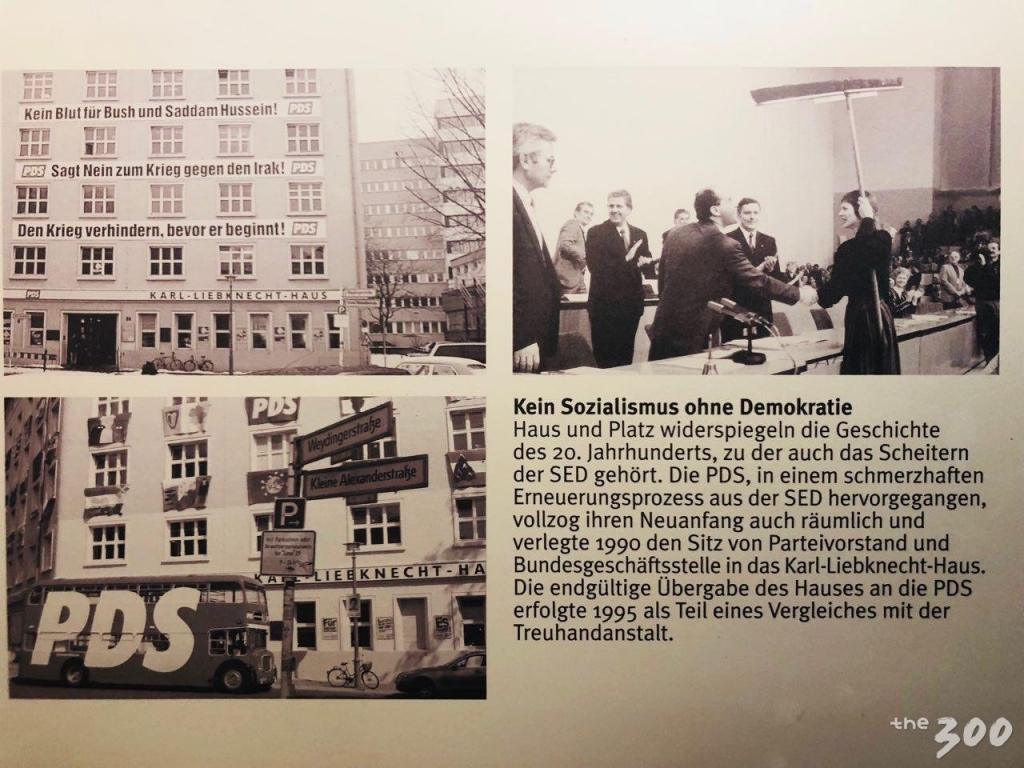 Kein Blut für Bush und Saddam Hussein! PDS
PDS Sagt Nein zum Krieg gegen den Irak! PDS
Den Krieg verhindern, bevor er beginnt! PDS
PDS
KARL-LIEBKNECHT-HAUS
P
PDS
Weydingerstraße
Kleine Alexanderstraße
P
KARL-LIEBKNECHT-HA
PDS
Für
Es
Kein Sozialismus ohne Demokratie
Haus und Platz widerspiegeln die Geschichte
des 20. Jahrhunderts, zu der auch das Scheitern
der SED gehört. Die PDS, in einem schmerzhaften
Erneuerungsprozess aus der SED hervorgegangen,
vollzog ihren Neuanfang auch räumlich und
verlegte 1990 den Sitz von Parteivorstand und
Bundesgeschäftsstelle in das Karl-Liebknecht-Haus.
Die endgültige Übergabe des Hauses an die PDS
erfolgte 1995 als Teil eines Vergleiches mit der
Treuhandanstalt.
the 300